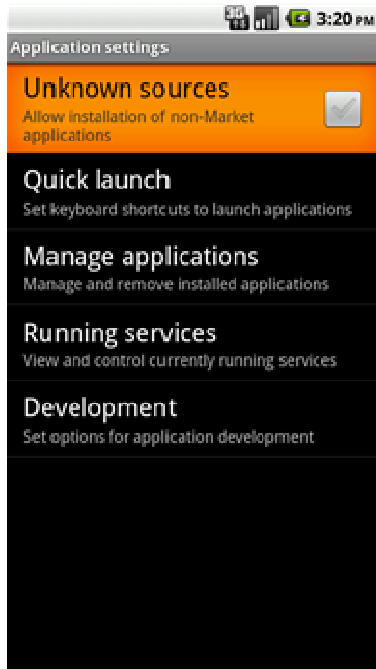 3G 3:20 PM
Application settings
Unknown sources
Allow installation of non-Market
applications
Quick launch
Set keyboard shortcuts to launch applications
Manage applications
Manage and remove installed applications
Running services
View and control currently running services
Development
Set options for application development